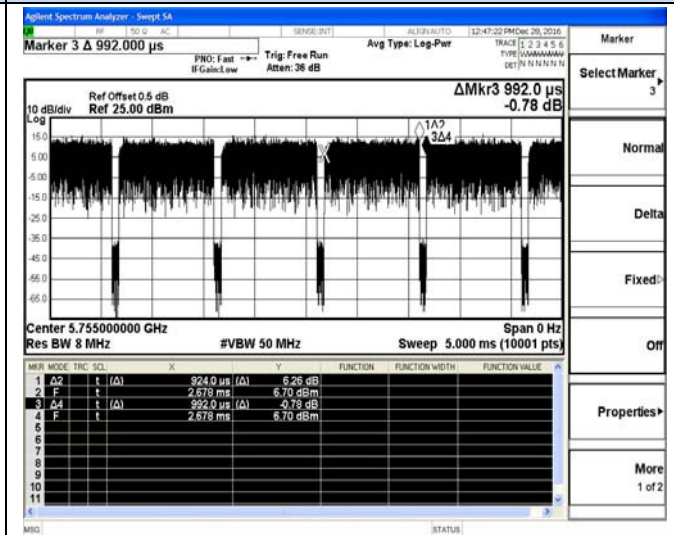 Agilent Spectrum Analyzer - Swept SA
RF 50 Ω AC SENSE:INT ALIGN AUTO 12:47:22 PM Dec 28, 2016
Marker 3 Δ 992.000 μs
PNO: Fast
IFGain:Low
Trig: Free Run
Atten: 36 dB
Avg Type: Log-Pwr
TRACE 1 2 3 4 5 6
TYPE
DET N N N N N N
Marker
Select Marker
3
Ref Offset 0.5 dB
Ref 25.00 dBm
ΔMkr3 992.0 μs
-0.78 dB
10 dB/div
Log
15.0
5.00
-5.00
-15.0
-25.0
-35.0
-45.0
-55.0
-65.0
1Δ2
3Δ4
X
Normal
Delta
Fixed
Off
Center 5.755000000 GHz
Span 0 Hz
Res BW 8 MHz
#VBW 50 MHz
Sweep 5.000 ms (10001 pts)
MKR MODE TRC SCL X Y FUNCTION FUNCTION WIDTH FUNCTION VALUE
1 Δ2 t (Δ) 924.0 μs (Δ) 6.26 dB
2 F t 2.678 ms 6.70 dBm
3 Δ4 t (Δ) 992.0 μs (Δ) -0.78 dB
4 F t 2.678 ms 6.70 dBm
5
6
7
8
9
10
11
Properties
More
1 of 2
MSG
STATUS